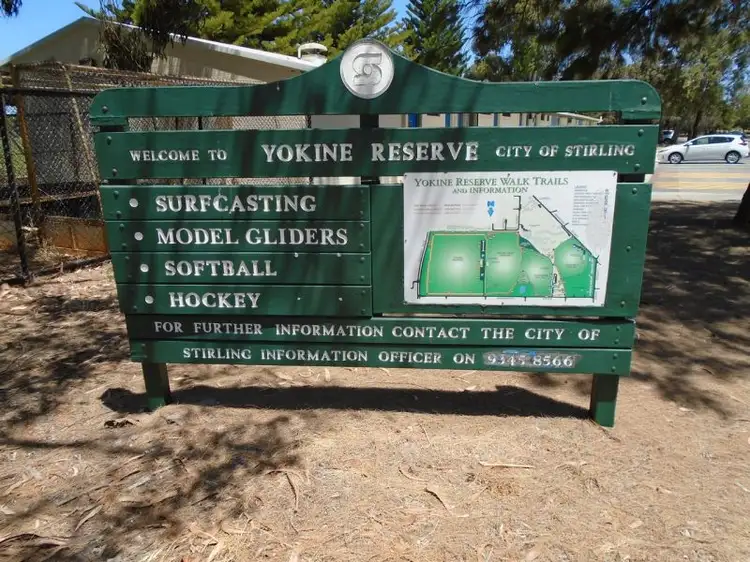 WELCOME TO YOKINE RESERVE CITY OF STIRLING
• SURFCASTING
• MODEL GLIDERS
• SOFTBALL
• HOCKEY
YOKINE RESERVE WALK TRAILS
AND INFORMATION
FOR FURTHER INFORMATION CONTACT THE CITY OF
STIRLING INFORMATION OFFICER ON 9345 8566